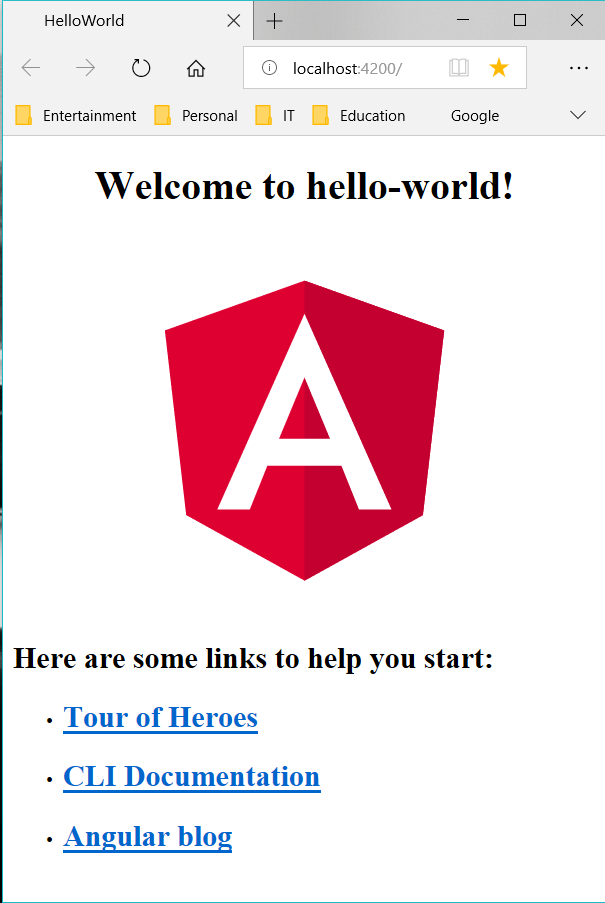 HelloWorld
localhost:4200/
Entertainment Personal IT Education Google
Welcome to hello-world!
A
Here are some links to help you start:
• Tour of Heroes
• CLI Documentation
• Angular blog